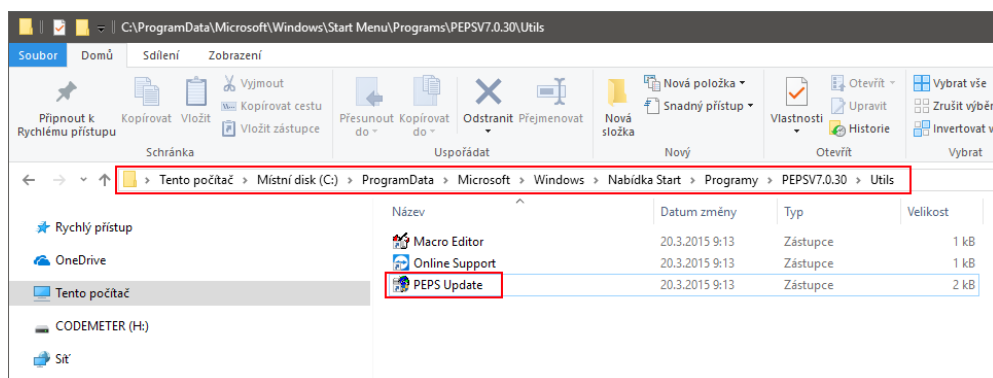 C:\ProgramData\Microsoft\Windows\Start Menu\Programs\PEPSV7.0.30\Utils
Soubor Domů Sdílení Zobrazení
Připnout k Rychlému přístupu
Kopírovat
Vložit
Vyjmout
Kopírovat cestu
Vložit zástupce
Schránka
Přesunout do
Kopírovat do
Odstranit
Přejmenovat
Uspořádat
Nová složka
Nová položka
Snadný přístup
Nový
Vlastnosti
Otevřít
Upravit
Historie
Otevřít
Vybrat vše
Zrušit výběr
Invertovat v
Vybrat
Tento počítač > Místní disk (C:) > ProgramData > Microsoft > Windows > Nabídka Start > Programy > PEPSV7.0.30 > Utils
Rychlý přístup
OneDrive
Tento počítač
CODEMETER (H:)
Síť
Název Datum změny Typ Velikost
Macro Editor 20.3.2015 9:13 Zástupce 1 kB
Online Support 20.3.2015 9:13 Zástupce 1 kB
PEPS Update 20.3.2015 9:13 Zástupce 2 kB